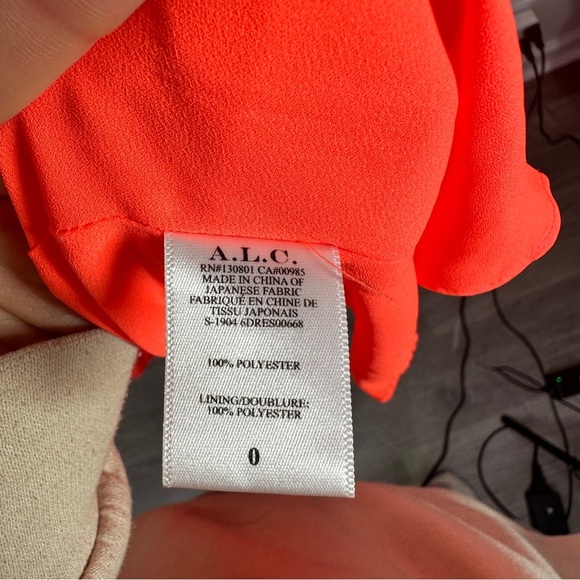 A.L.C.
RN#130801 CA#00985
MADE IN CHINA OF
JAPANESE FABRIC
FABRIQUÉ EN CHINE DE
TISSU JAPONAIS
S-1904 6DRES00668
100% POLYESTER
LINING/DOUBLURE:
100% POLYESTER
0